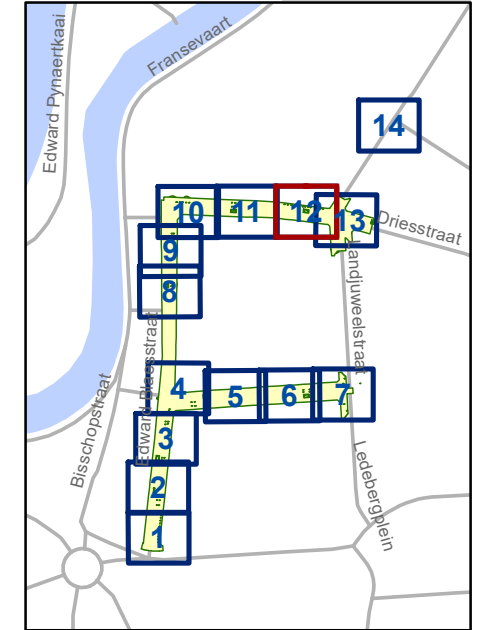 Edward Pynaertkaai
Fransevaart
14
10
11
12
13
Driesstraat
9
8
Landjuweelstraat
Edward Blaesstraat
4
5
6
7
Bisschopstraat
3
2
1
Ledebergplein